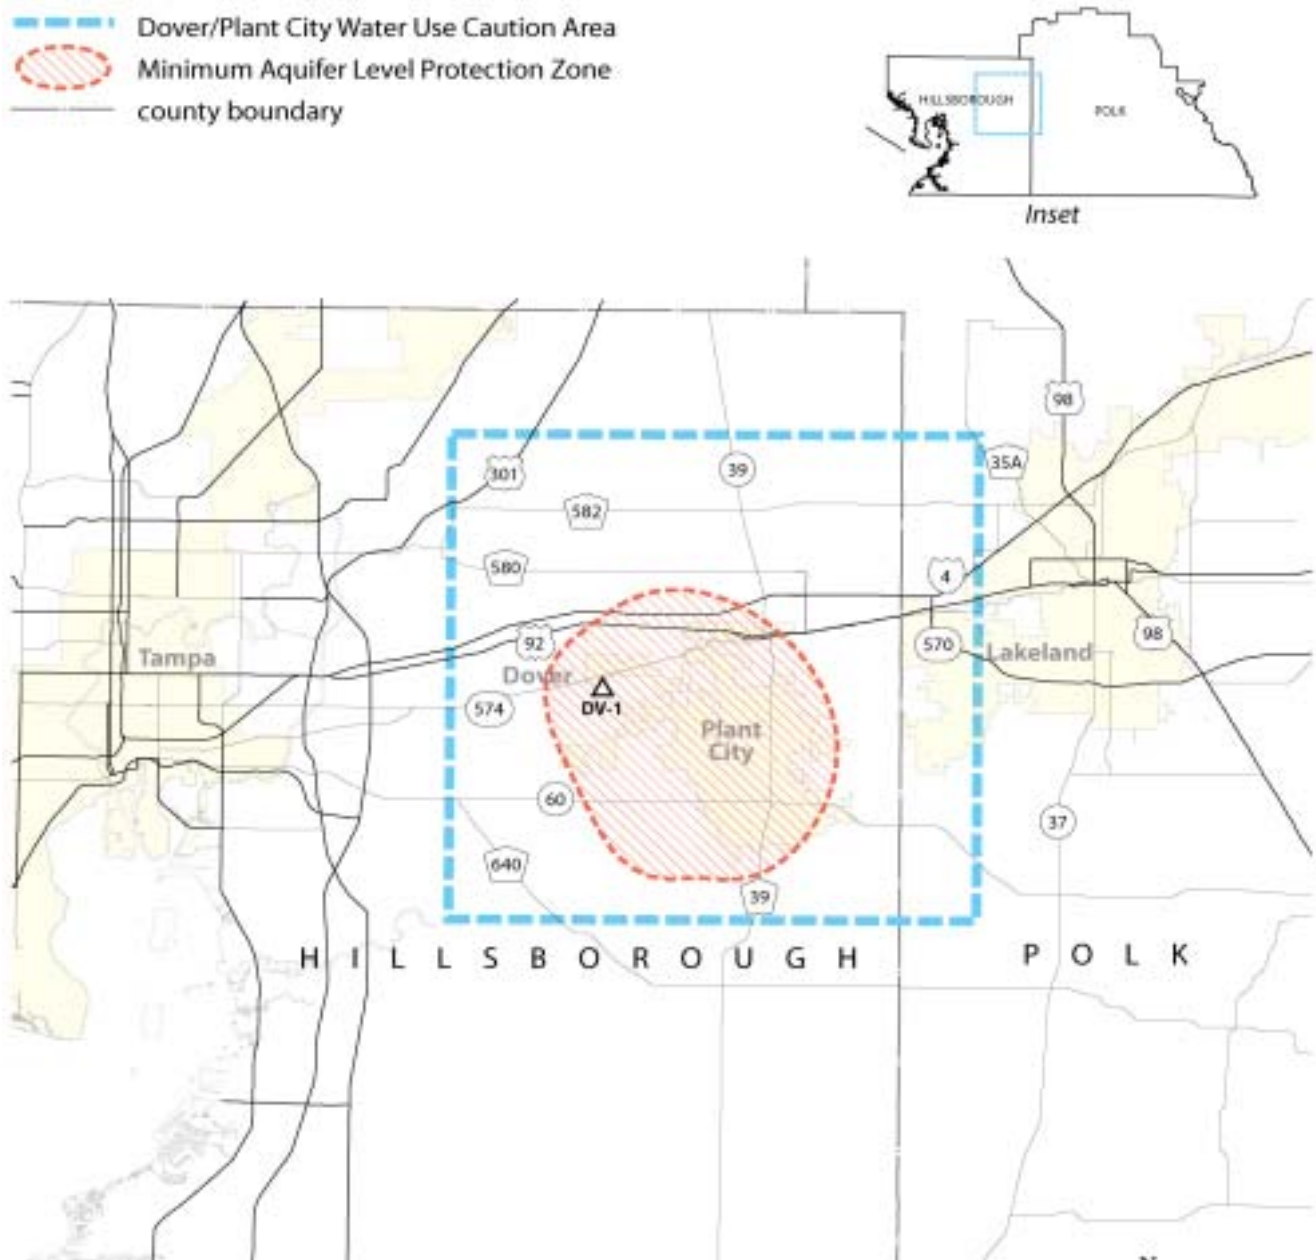 Dover/Plant City Water Use Caution Area
Minimum Aquifer Level Protection Zone
county boundary
HILLSBOROUGH
POLK
Inset
98
301
39
35A
582
580
4
92
570
98
Tampa
Lakeland
Dover
DV-1
574
Plant
City
60
37
640
39
HILLSBOROUGH
POLK